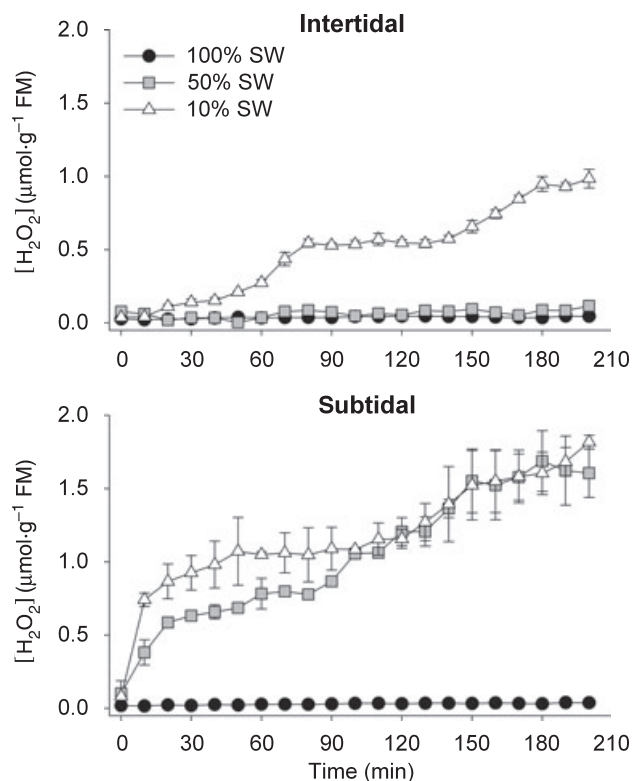 Intertidal
2.0
1.5
1.0
0.5
0.0
[H₂O₂] (μmol·g⁻¹ FM)
100% SW
50% SW
10% SW
0 30 60 90 120 150 180 210
Subtidal
2.0
1.5
1.0
0.5
0.0
[H₂O₂] (μmol·g⁻¹ FM)
0 30 60 90 120 150 180 210
Time (min)